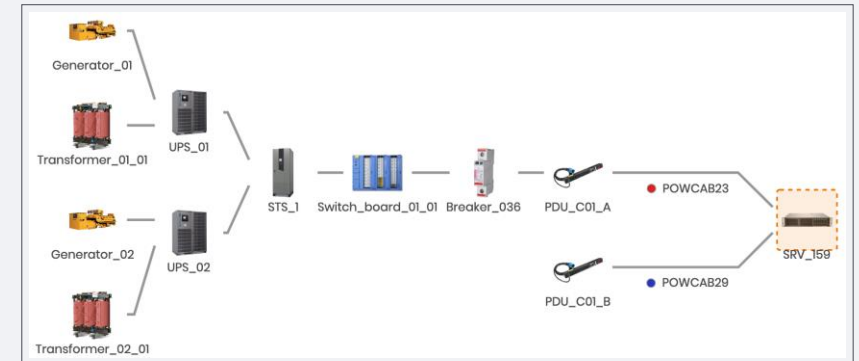 Generator_01
Transformer_01_01
UPS_01
Generator_02
UPS_02
Transformer_02_01
STS_1
Switch_board_01_01
Breaker_036
PDU_C01_A
POWCAB23
PDU_C01_B
POWCAB29
SRV_159